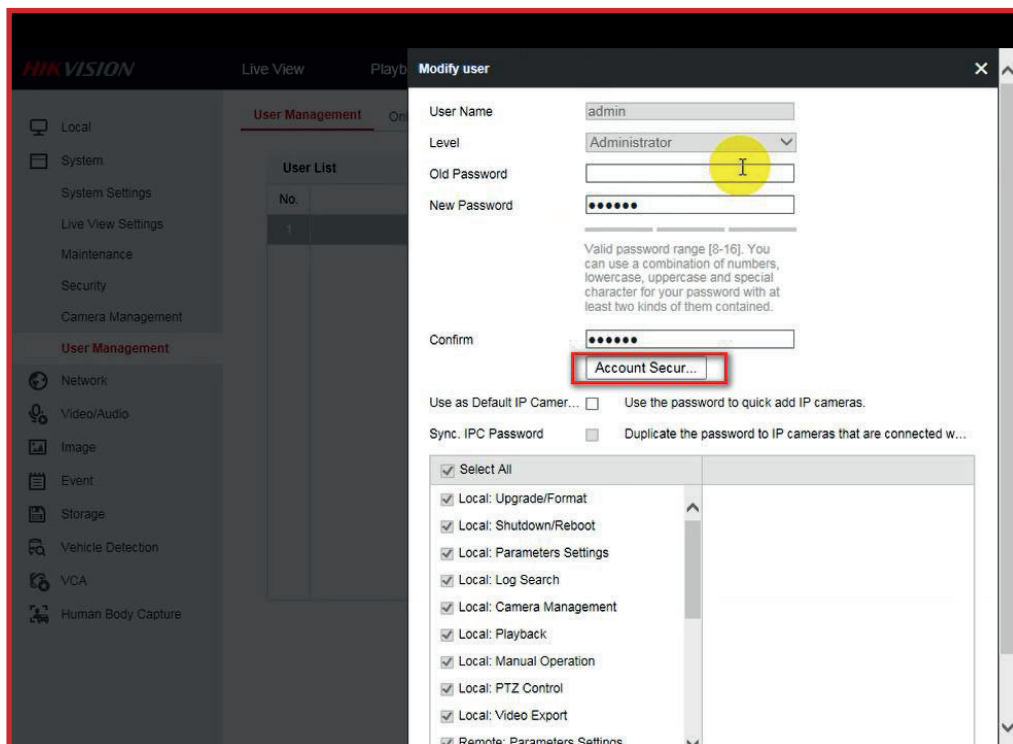 HIKVISION
Live View
Playb
User Management
On
Local
System
System Settings
Live View Settings
Maintenance
Security
Camera Management
User Management
Network
Video/Audio
Image
Event
Storage
Vehicle Detection
VCA
Human Body Capture
User List
No.
1
Modify user
User Name
admin
Level
Administrator
Old Password
New Password
••••••
Valid password range [8-16]. You
can use a combination of numbers,
lowercase, uppercase and special
character for your password with at
least two kinds of them contained.
Confirm
••••••
Account Secur...
Use as Default IP Camer...
Use the password to quick add IP cameras.
Sync. IPC Password
Duplicate the password to IP cameras that are connected w...
Select All
Local: Upgrade/Format
Local: Shutdown/Reboot
Local: Parameters Settings
Local: Log Search
Local: Camera Management
Local: Playback
Local: Manual Operation
Local: PTZ Control
Local: Video Export
Remote: Parameters Settings